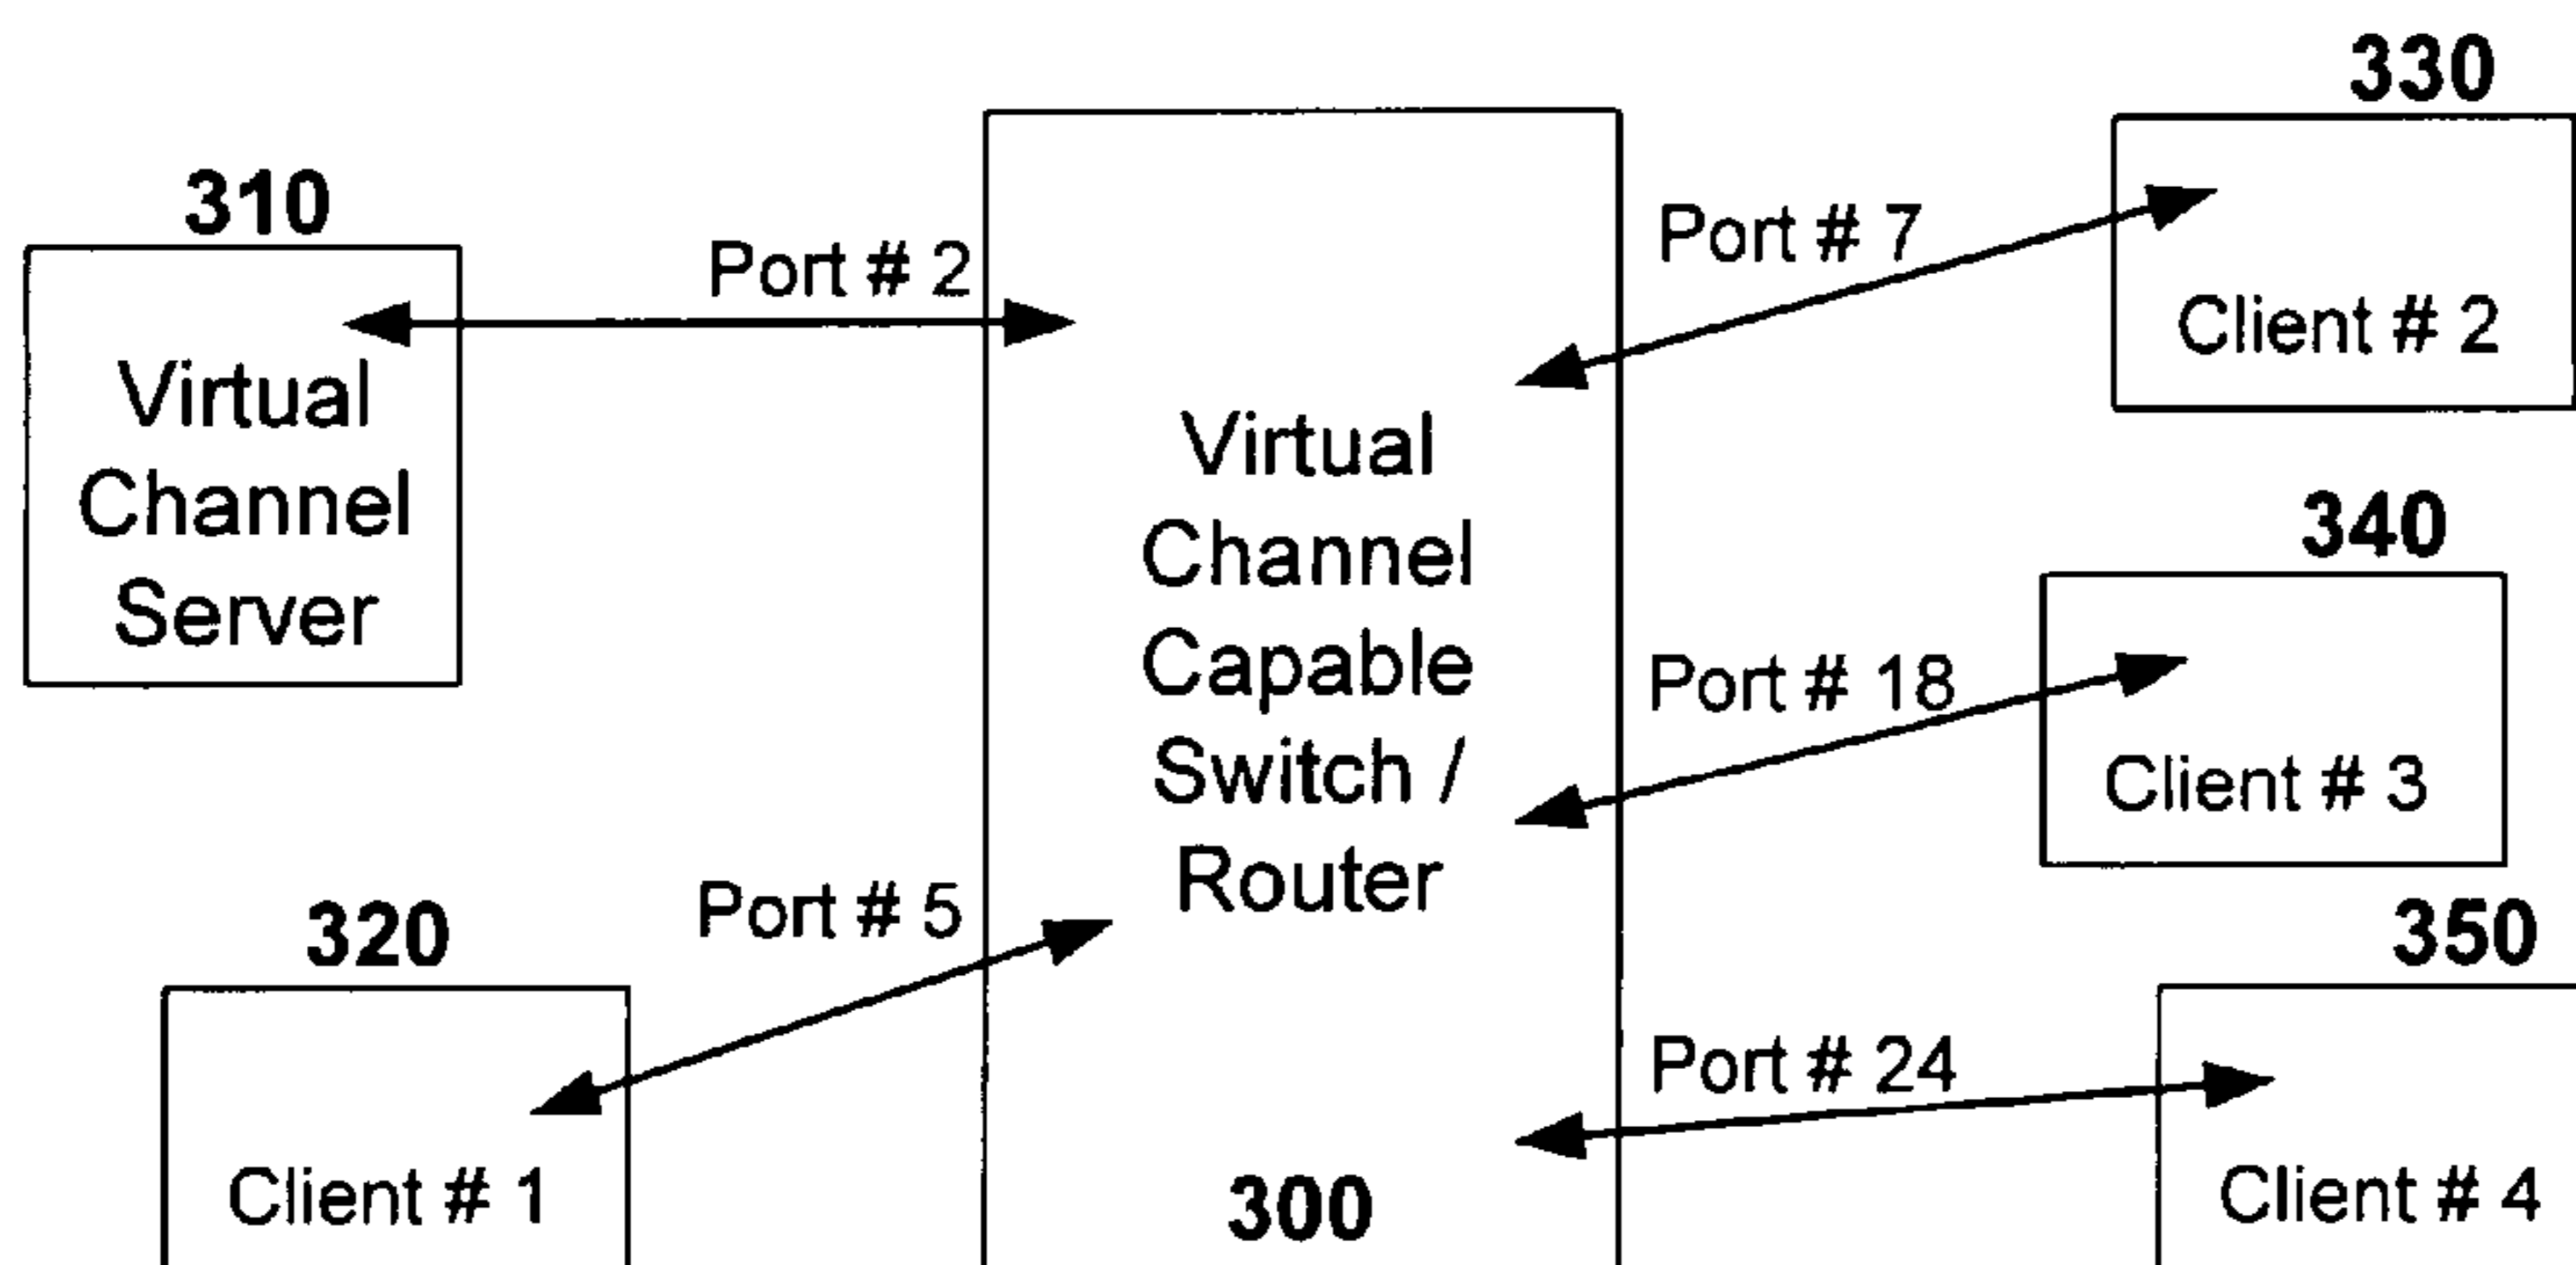 330
310
Port # 7
Port # 2
Client # 2
Virtual
Channel
Server
Virtual
Channel
Capable
Switch /
Router
340
Port # 18
Client # 3
320
Port # 5
350
Port # 24
Client # 1
300
Client # 4